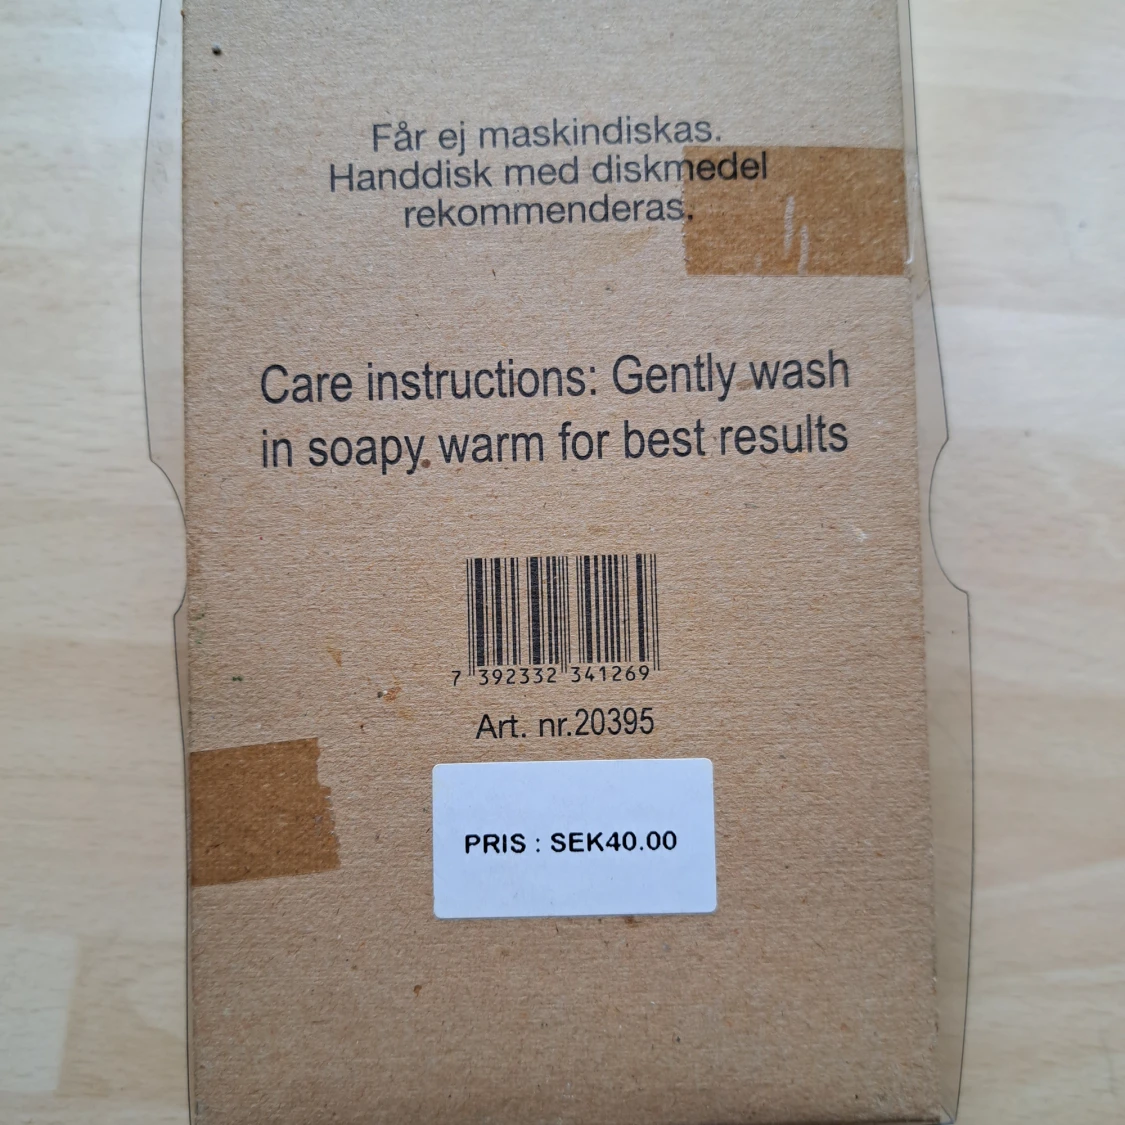 Får ej maskindiskas.
Handdisk med diskmedel
rekommenderas.
Care instructions: Gently wash
in soapy warm for best results
7 392332 341269
Art. nr.20395
PRIS : SEK40.00